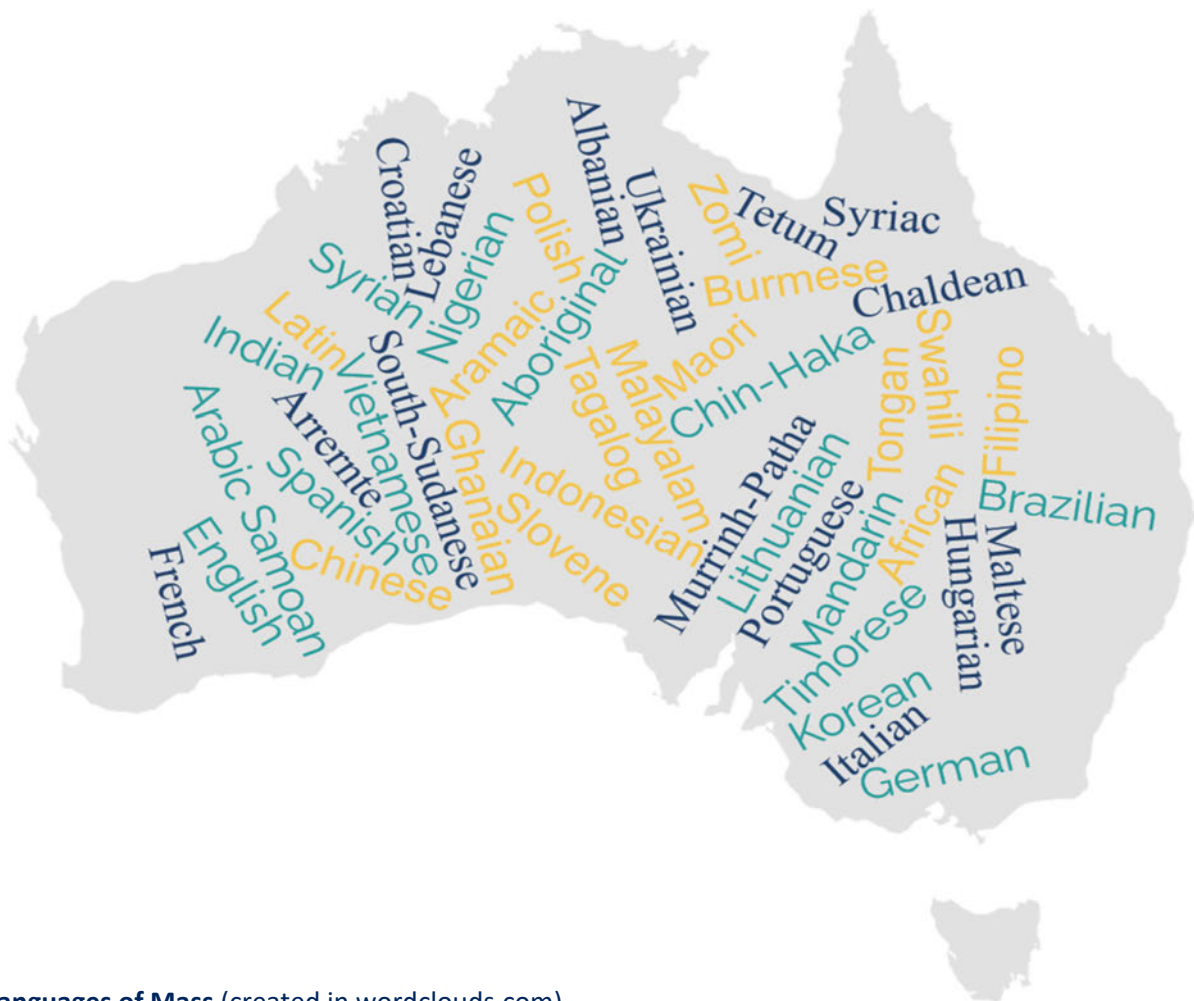 Albanian
Croatian
Lebanese
Ukrainian
Polish
Zomi
Tetum
Syriac
Nigerian
Syrian
Aboriginal
Burmese
Chaldean
Latin
Aramaic
Indian
Vietnamese
South-Sudanese
Tagalog
Malayalam
Maori
Chin-Haka
Swahili
Tongan
Filipino
Arabic
Arrernte
Spanish
Ghanaian
Indonesian
Slovene
Murrinh-Patha
Lithuanian
Portuguese
Mandarin
African
Brazilian
French
English
Samoan
Chinese
Timorese
Hungarian
Maltese
Korean
Italian
German
anguages of Mass (created in wordclouds.com)